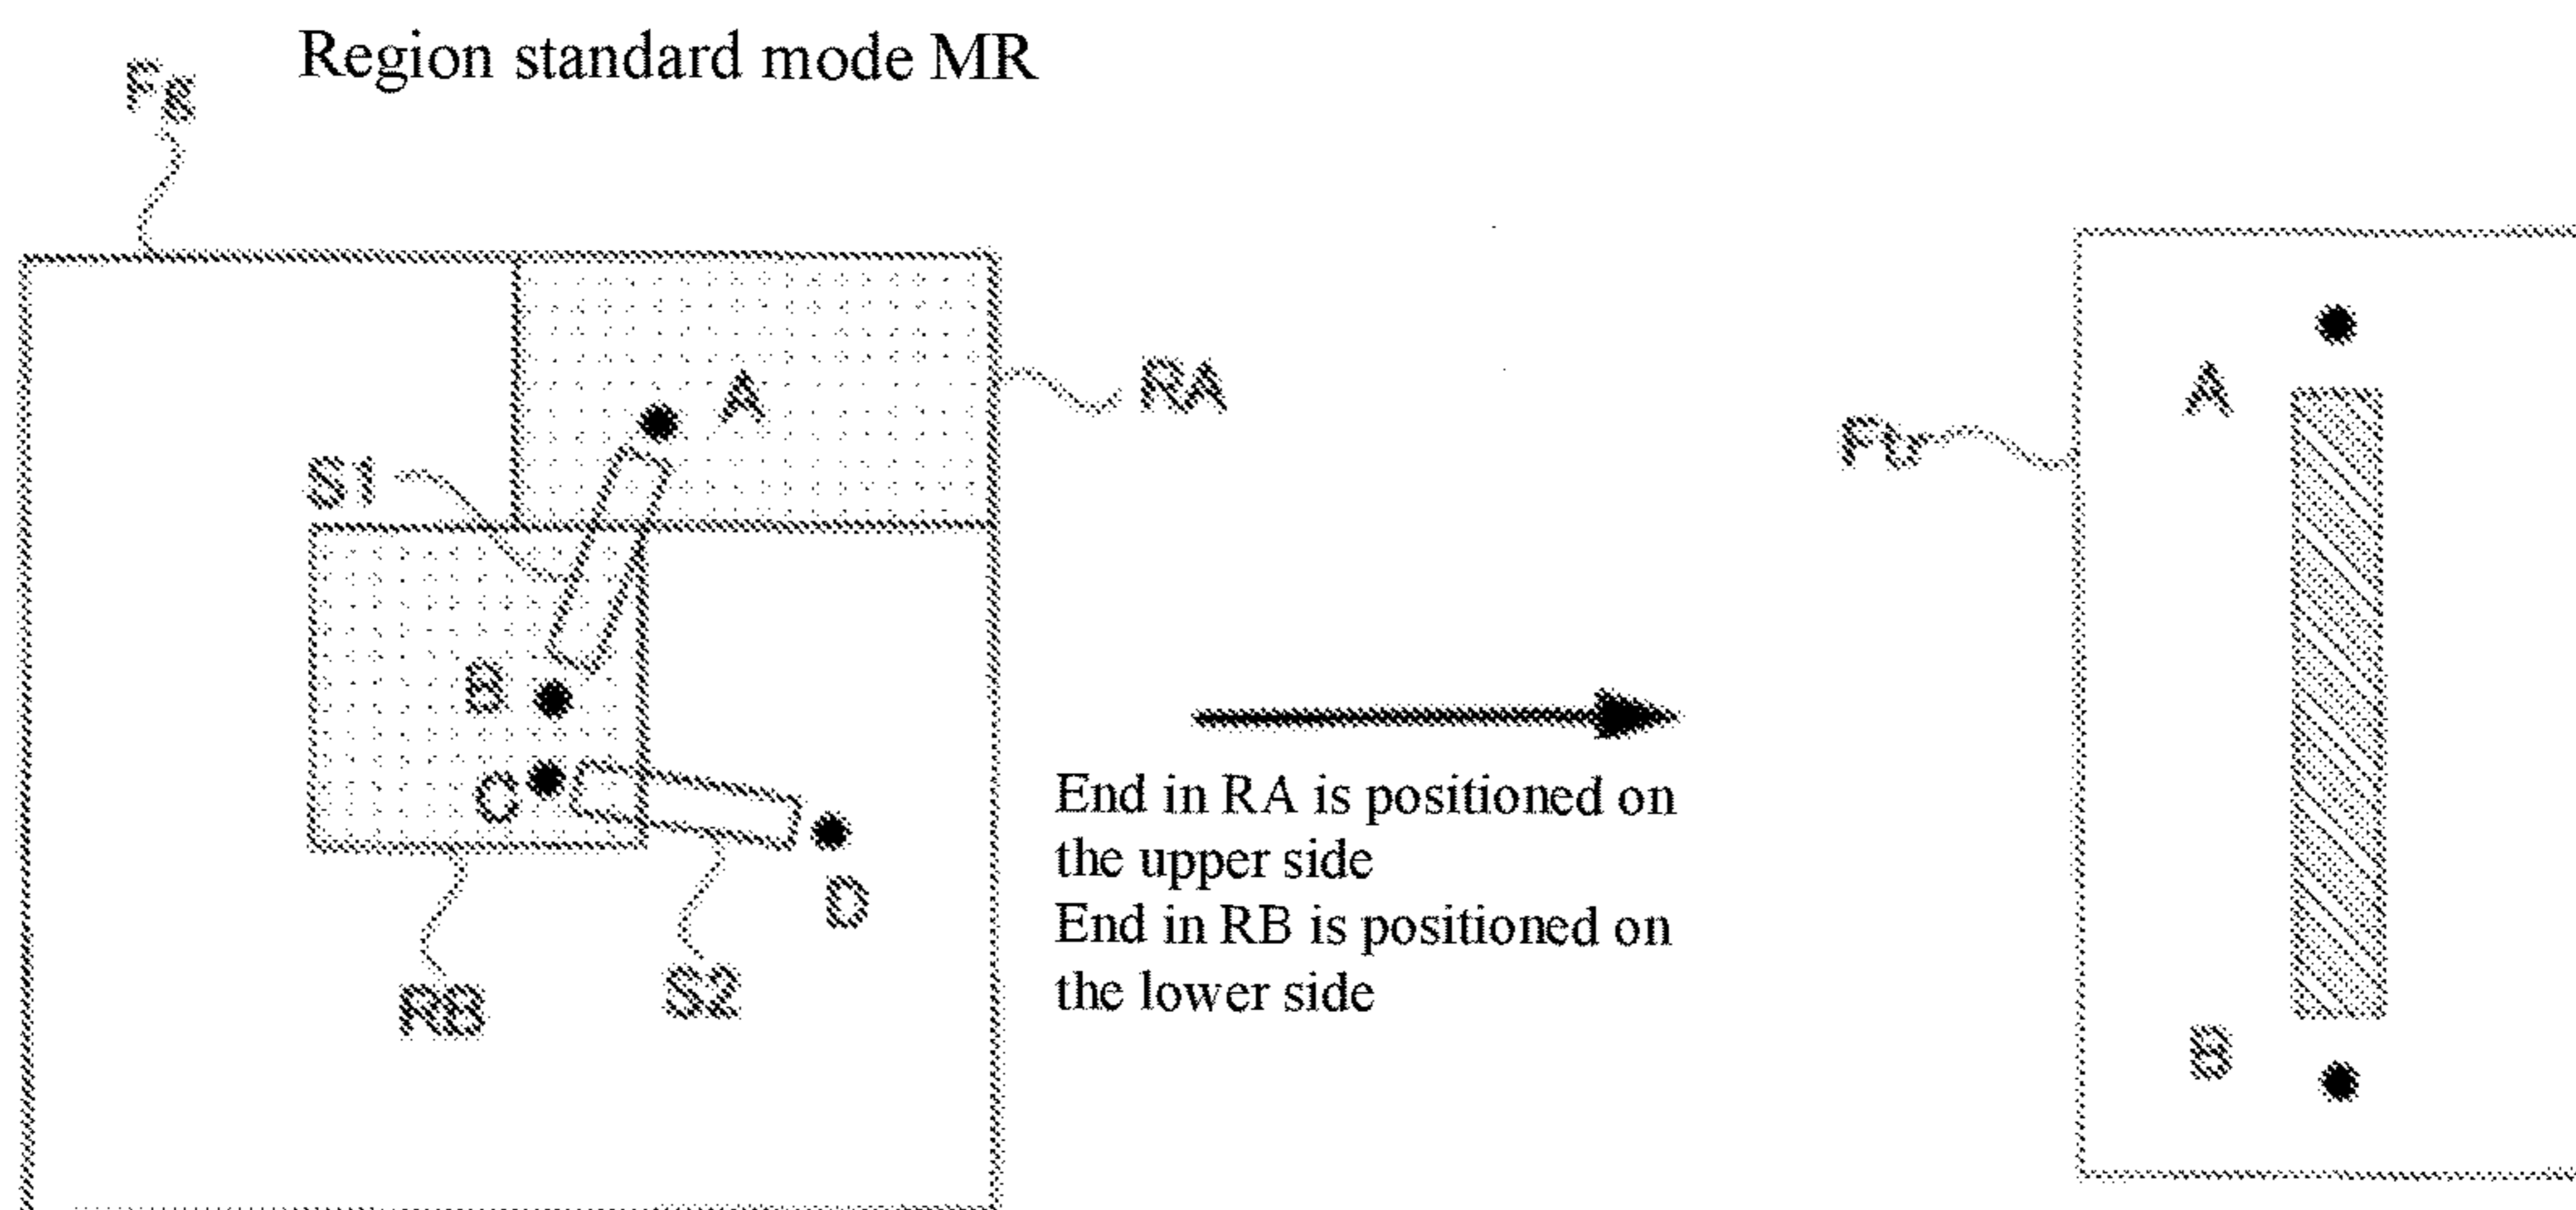 Region standard mode MR
Fg
RA
A
S1
A
Fb
B
C
D
End in RA is positioned on
the upper side
End in RB is positioned on
the lower side
RB
S2
B